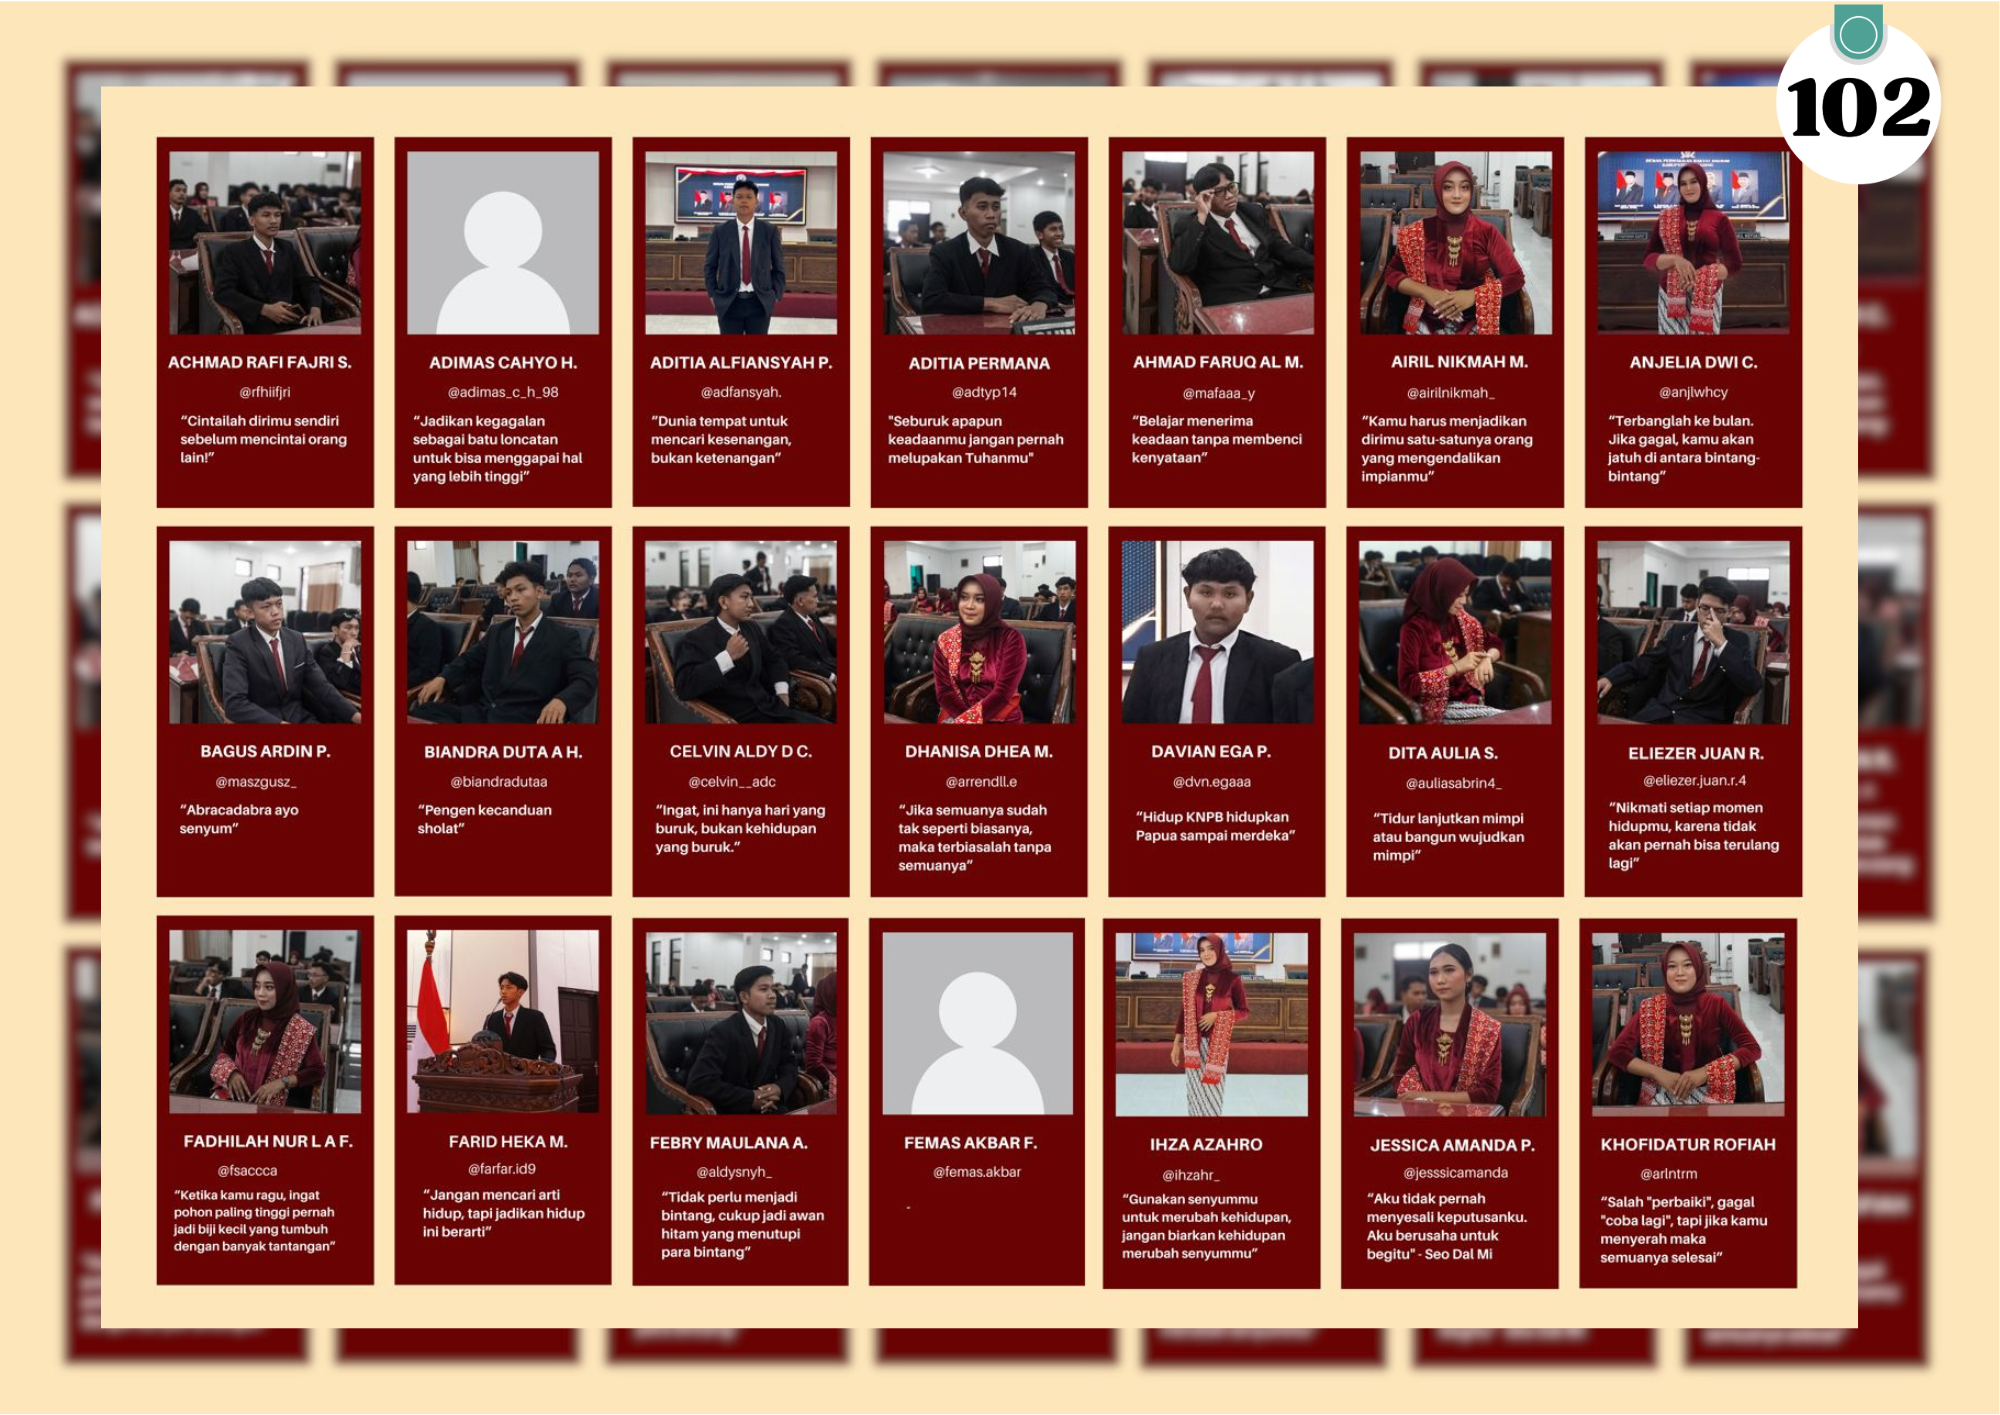 102
ACHMAD RAFI FAJRI S.
@rfhiifjri
“Cintailah dirimu sendiri
sebelum mencintai orang
lain!”
ADIMAS CAHYO H.
@adimas_c_h_98
“Jadikan kegagalan
sebagai batu loncatan
untuk bisa menggapai hal
yang lebih tinggi”
ADITIA ALFIANSYAH P.
@adfansyah.
“Dunia tempat untuk
mencari kesenangan,
bukan ketenangan”
ADITIA PERMANA
@adtyp14
"Seburuk apapun
keadaanmu jangan pernah
melupakan Tuhanmu"
AHMAD FARUQ AL M.
@mafaaa_y
“Belajar menerima
keadaan tanpa membenci
kenyataan”
AIRIL NIKMAH M.
@airilnikmah_
“Kamu harus menjadikan
dirimu satu-satunya orang
yang mengendalikan
impianmu”
ANJELIA DWI C.
@anjlwhcy
“Terbanglah ke bulan.
Jika gagal, kamu akan
jatuh di antara bintang-
bintang”
BAGUS ARDIN P.
@maszgusz_
“Abracadabra ayo
senyum”
BIANDRA DUTA A H.
@biandradutaa
“Pengen kecanduan
sholat”
CELVIN ALDY D C.
@celvin__adc
“Ingat, ini hanya hari yang
buruk, bukan kehidupan
yang buruk.”
DHANISA DHEA M.
@arrendll.e
“Jika semuanya sudah
tak seperti biasanya,
maka terbiasalah tanpa
semuanya”
DAVIAN EGA P.
@dvn.egaaa
“Hidup KNPB hidupkan
Papua sampai merdeka”
DITA AULIA S.
@auliasabrin4_
“Tidur lanjutkan mimpi
atau bangun wujudkan
mimpi”
ELIEZER JUAN R.
@eliezer.juan.r.4
“Nikmati setiap momen
hidupmu, karena tidak
akan pernah bisa terulang
lagi”
FADHILAH NUR L A F.
@fsaccca
“Ketika kamu ragu, ingat
pohon paling tinggi pernah
jadi biji kecil yang tumbuh
dengan banyak tantangan”
FARID HEKA M.
@farfar.id9
“Jangan mencari arti
hidup, tapi jadikan hidup
ini berarti”
FEBRY MAULANA A.
@aldysnyh_
“Tidak perlu menjadi
bintang, cukup jadi awan
hitam yang menutupi
para bintang”
FEMAS AKBAR F.
@femas.akbar
-
IHZA AZAHRO
@ihzahr_
“Gunakan senyummu
untuk merubah kehidupan,
jangan biarkan kehidupan
merubah senyummu”
JESSICA AMANDA P.
@jesssicamanda
“Aku tidak pernah
menyesali keputusanku.
Aku berusaha untuk
begitu" - Seo Dal Mi
KHOFIDATUR ROFIAH
@arlntrm
“Salah "perbaiki", gagal
"coba lagi", tapi jika kamu
menyerah maka
semuanya selesai”